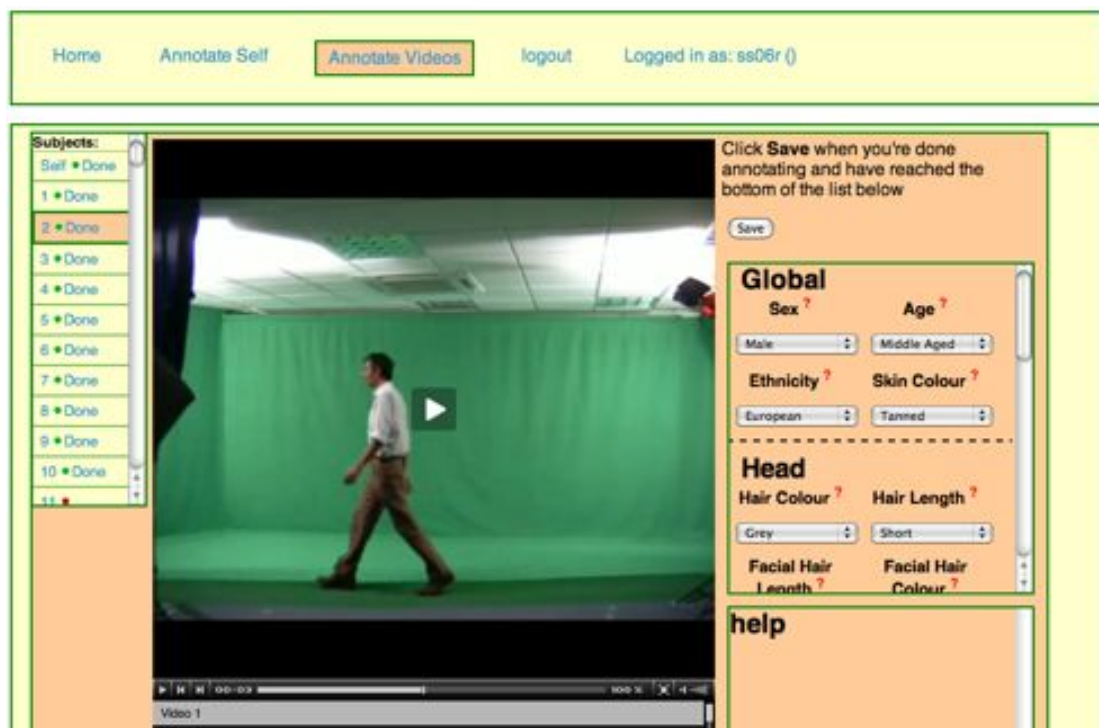 Home Annotate Self Annotate Videos logout Logged in as: ss06r ()
Subjects:
Self Done
1 Done
2 Done
3 Done
4 Done
5 Done
6 Done
7 Done
8 Done
9 Done
10 Done
11
00:03 100 %
Video 1
Click Save when you're done
annotating and have reached the
bottom of the list below
Save
Global
Sex ? Age ?
Male Middle Aged
Ethnicity ? Skin Colour ?
European Tanned
Head
Hair Colour ? Hair Length ?
Grey Short
Facial Hair Facial Hair
Length ? Colour ?
help